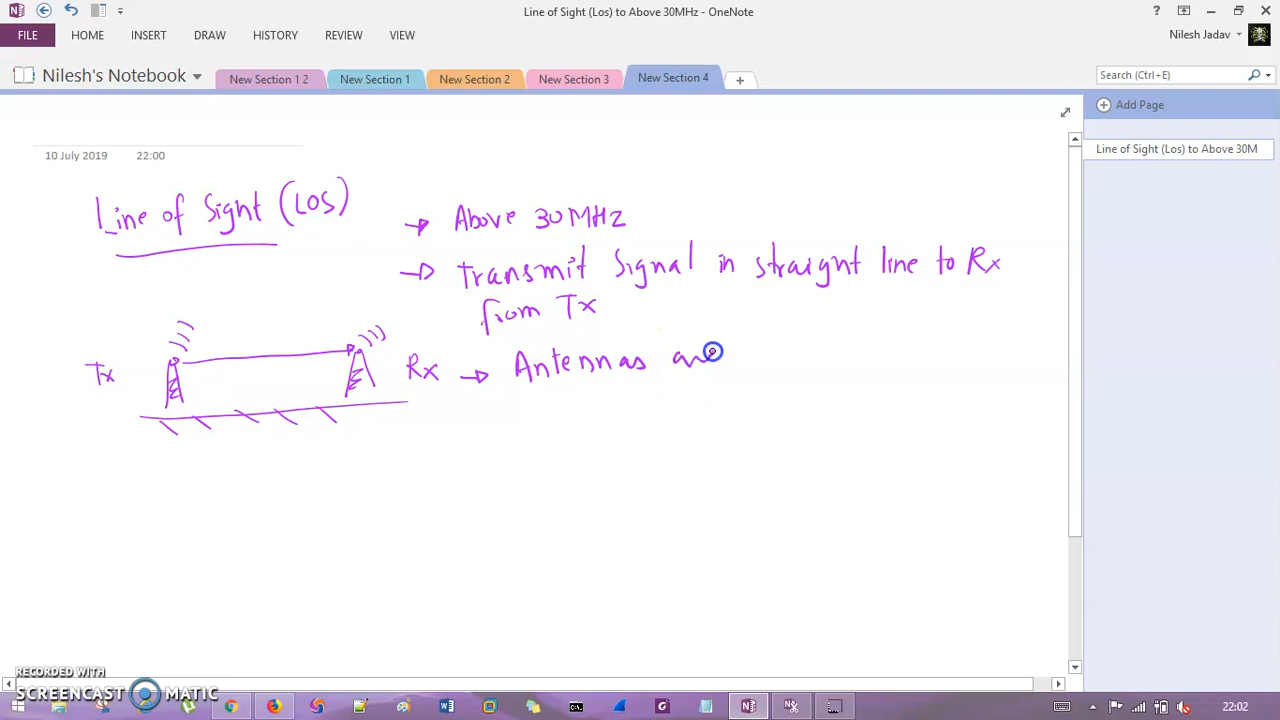 Line of Sight (Los) to Above 30MHz - OneNote
FILE HOME INSERT DRAW HISTORY REVIEW VIEW
Nilesh Jadav
Nilesh's Notebook
New Section 1 2
New Section 1
New Section 2
New Section 3
New Section 4
Search (Ctrl+E)
Add Page
Line of Sight (Los) to Above 30M
10 July 2019 22:00
Line of Sight (LOS)
Above 30MHz
Transmit Signal in straight line to Rx
from Tx
Tx
Rx
Antennas are
RECORDED WITH
SCREENCAST MATIC
22:02